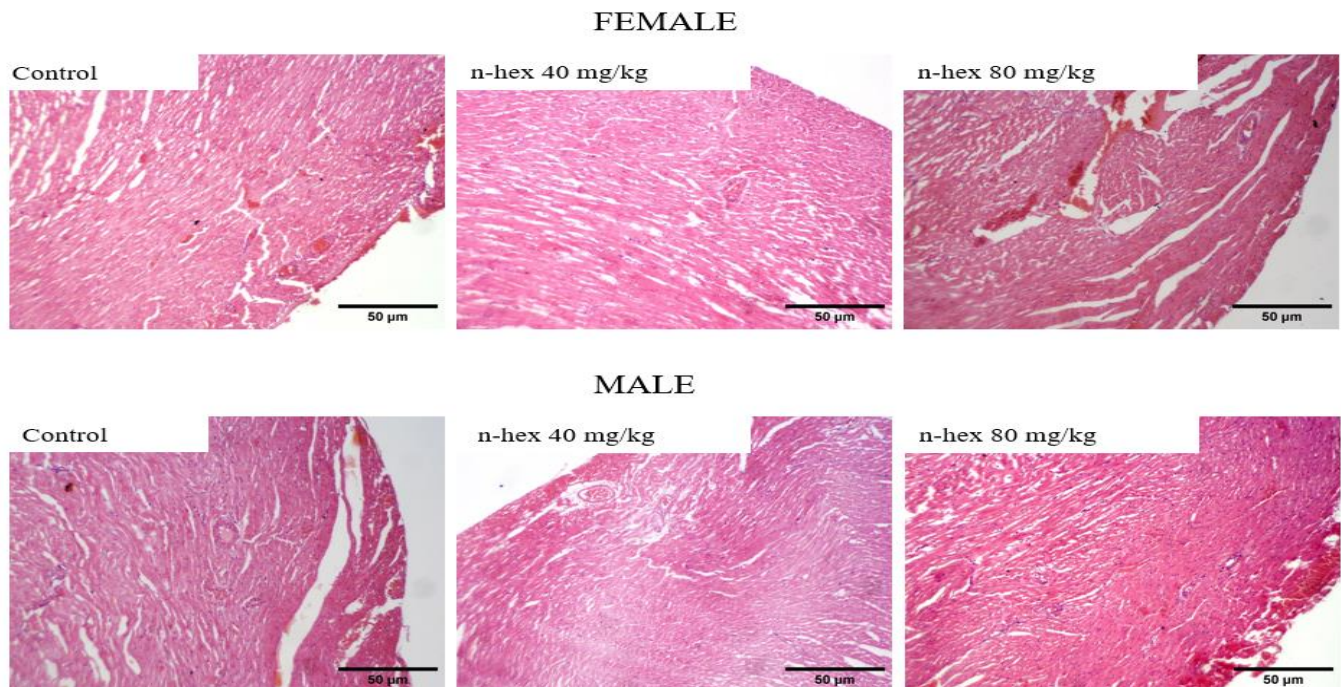 FEMALE
Control
n-hex 40 mg/kg
n-hex 80 mg/kg
50 µm
50 µm
50 µm
MALE
Control
n-hex 40 mg/kg
n-hex 80 mg/kg
50 µm
50 µm
50 µm